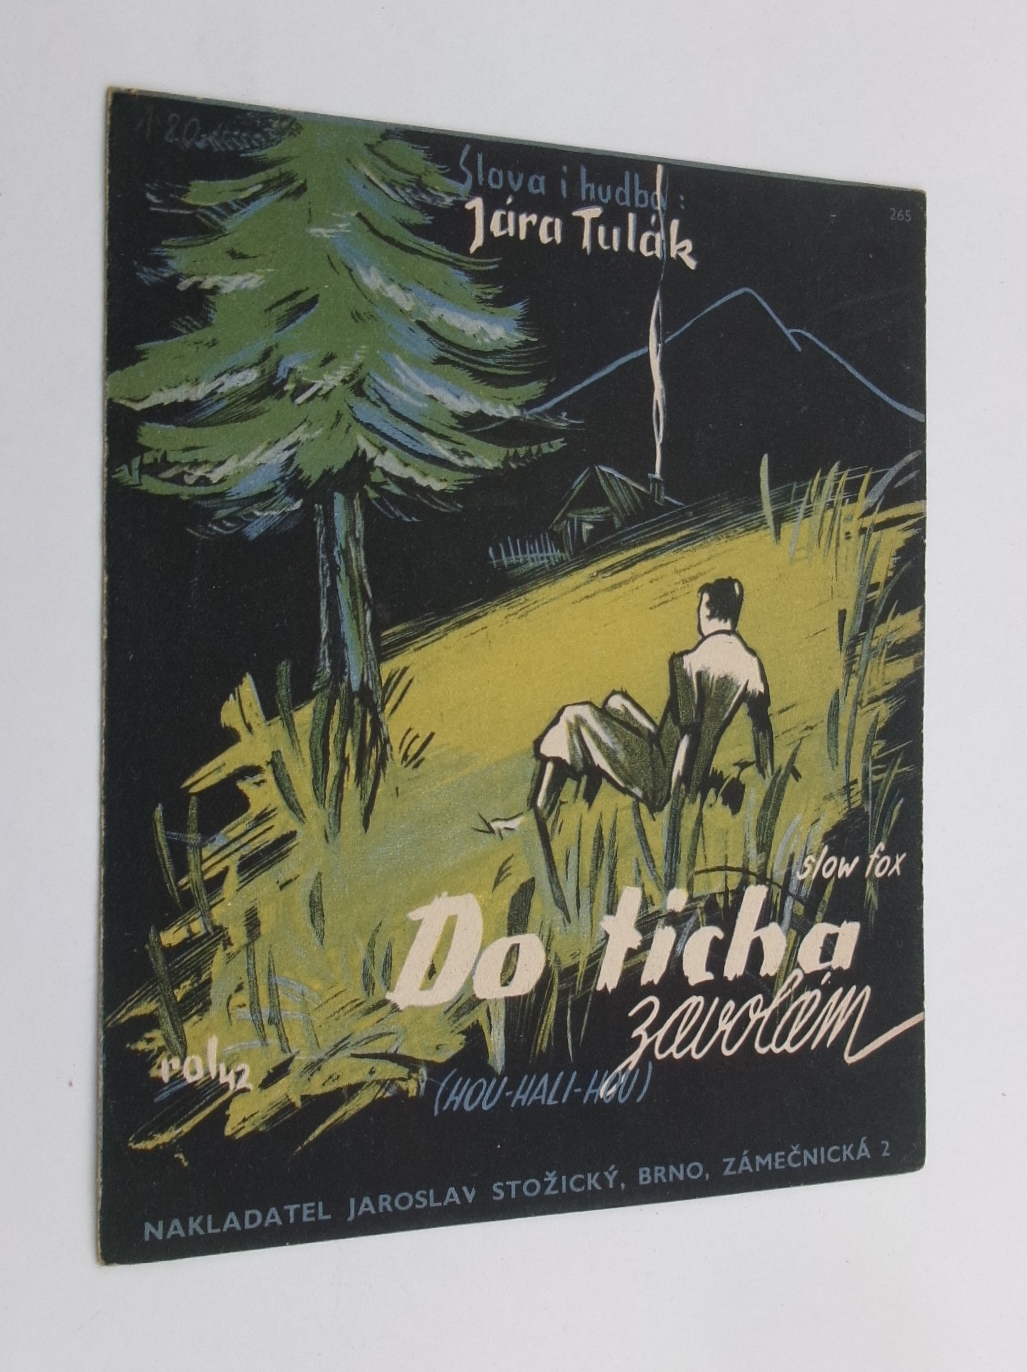 Slova i hudba:
Jára Tulák
265
slow fox
Do ticha
zavolám
(HOU-HALI-HOU)
rol42
NAKLADATEL JAROSLAV STOŽICKÝ, BRNO, ZÁMEČNICKÁ 2